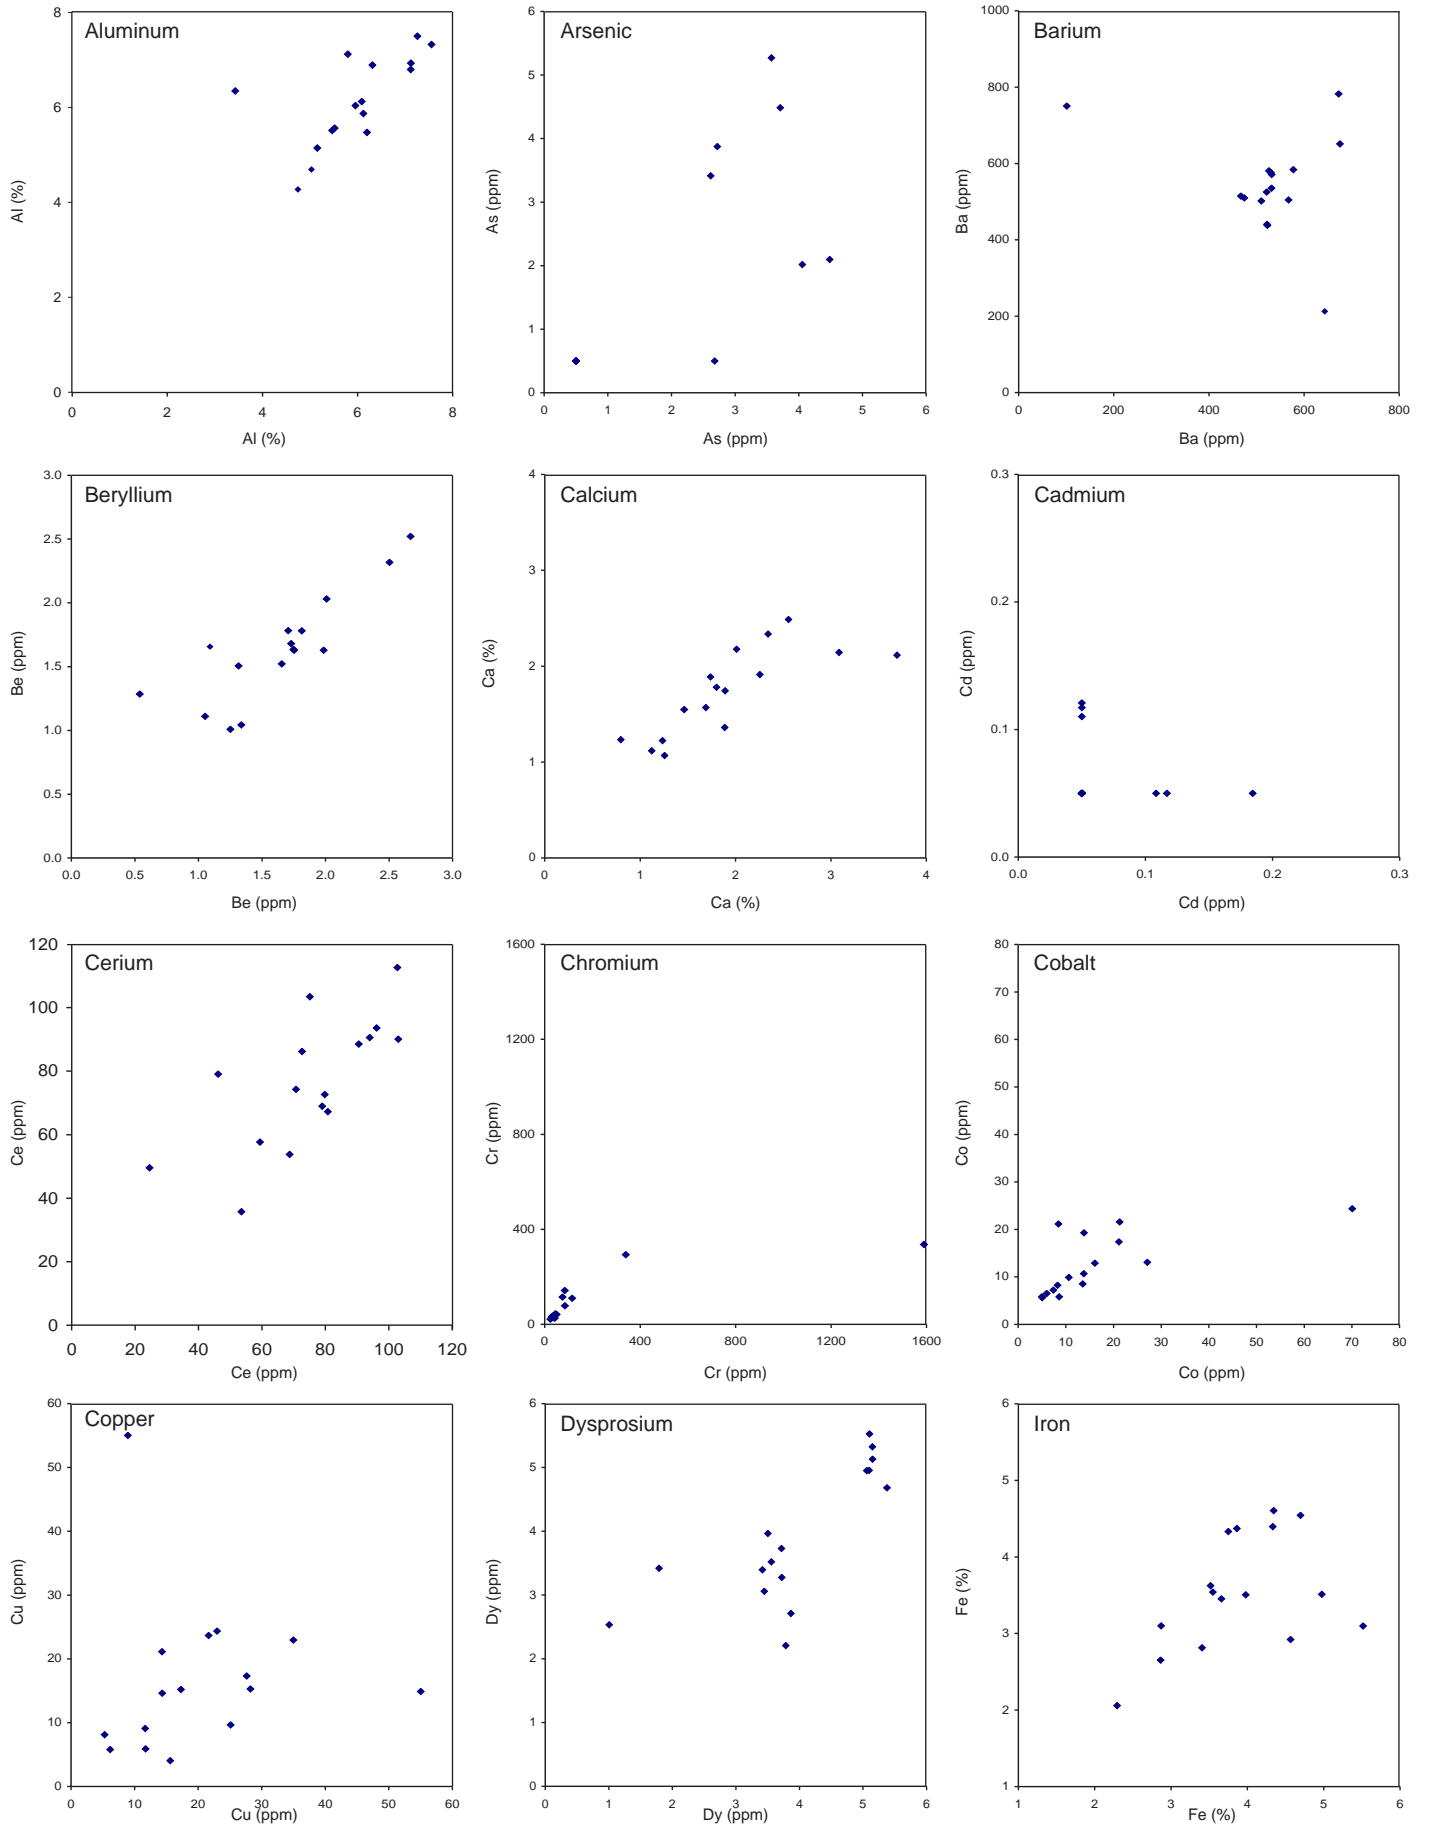 Aluminum
8
6
4
2
0
Al (%)
0 2 4 6 8
Al (%)
Arsenic
6
5
4
3
2
1
0
As (ppm)
0 1 2 3 4 5 6
As (ppm)
Barium
1000
800
600
400
200
0
Ba (ppm)
0 200 400 600 800
Ba (ppm)
Beryllium
3.0
2.5
2.0
1.5
1.0
0.5
0.0
Be (ppm)
0.0 0.5 1.0 1.5 2.0 2.5 3.0
Be (ppm)
Calcium
4
3
2
1
0
Ca (%)
0 1 2 3 4
Ca (%)
Cadmium
0.3
0.2
0.1
0.0
Cd (ppm)
0.0 0.1 0.2 0.3
Cd (ppm)
Cerium
120
100
80
60
40
20
0
Ce (ppm)
0 20 40 60 80 100 120
Ce (ppm)
Chromium
1600
1200
800
400
0
Cr (ppm)
0 400 800 1200 1600
Cr (ppm)
Cobalt
80
70
60
50
40
30
20
10
0
Co (ppm)
0 10 20 30 40 50 60 70 80
Co (ppm)
Copper
60
50
40
30
20
10
0
Cu (ppm)
0 10 20 30 40 50 60
Cu (ppm)
Dysprosium
6
5
4
3
2
1
0
Dy (ppm)
0 1 2 3 4 5 6
Dy (ppm)
Iron
6
5
4
3
2
1
Fe (%)
1 2 3 4 5 6
Fe (%)